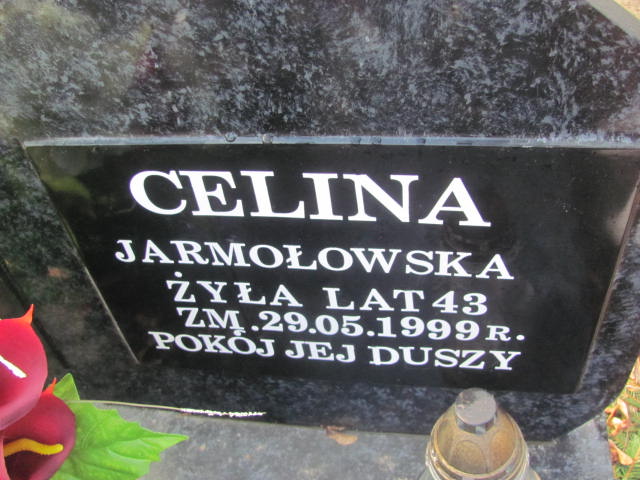 CELINA
JARMOŁOWSKA
ŻYŁA LAT 43
ZM. 29.05.1999 R.
POKÓJ JEJ DUSZY